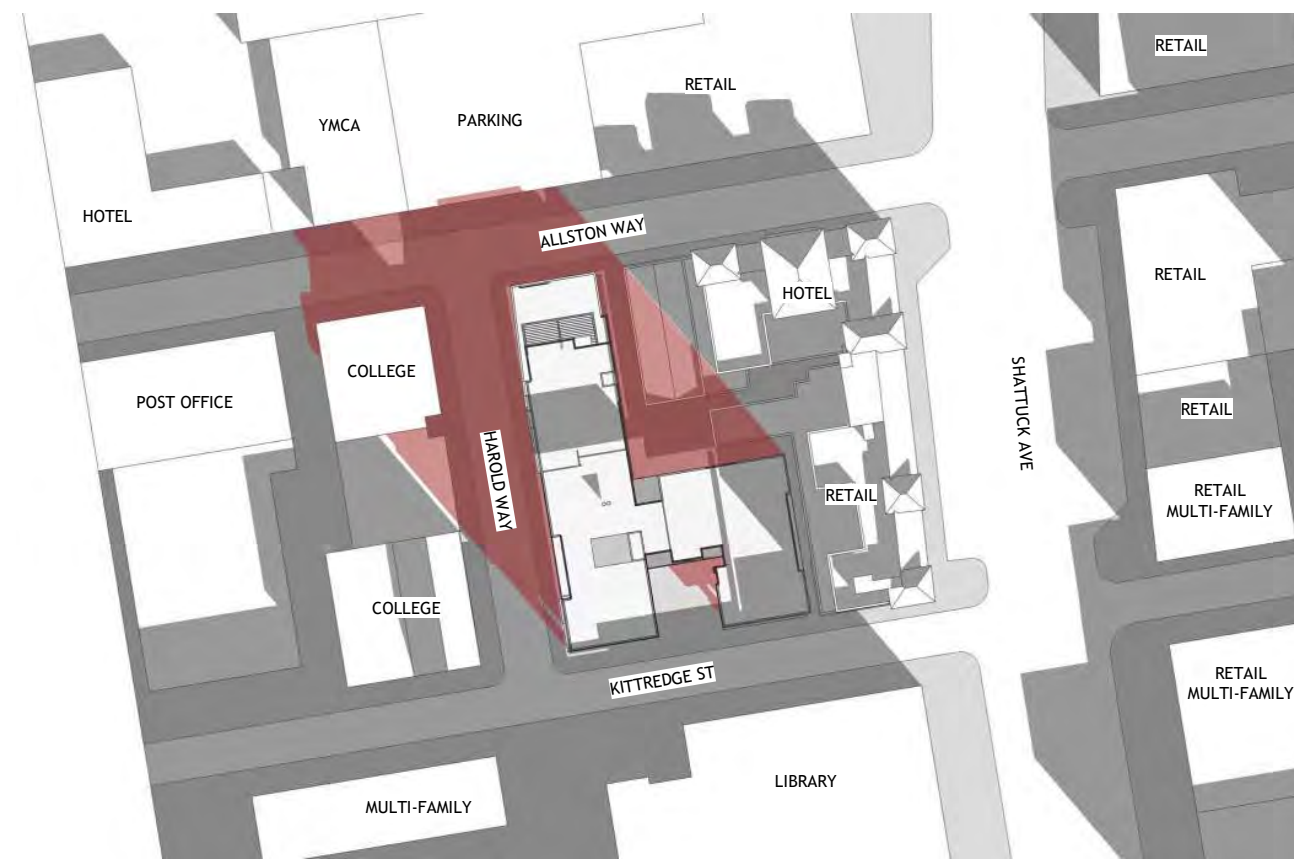 RETAIL
RETAIL
YMCA
PARKING
HOTEL
ALLSTON WAY
RETAIL
HOTEL
COLLEGE
POST OFFICE
SHATTUCK AVE
RETAIL
HAROLD WAY
RETAIL
RETAIL
MULTI-FAMILY
COLLEGE
KITTREDGE ST
RETAIL
MULTI-FAMILY
LIBRARY
MULTI-FAMILY